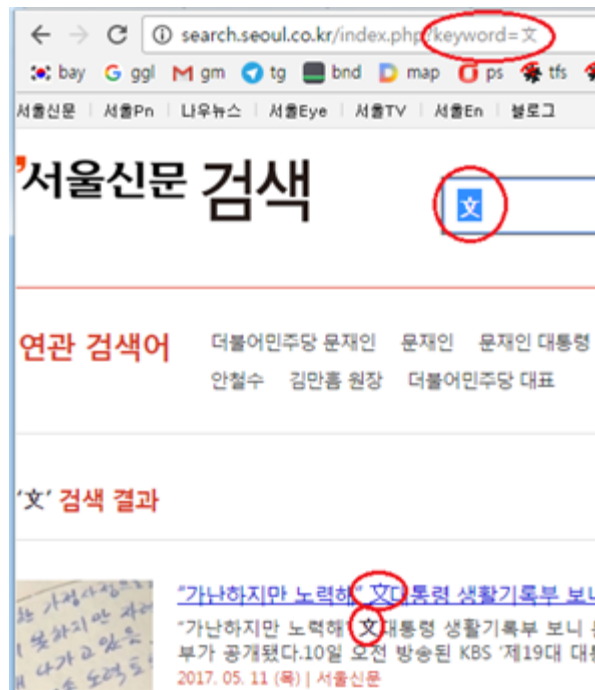 search.seoul.co.kr/index.php?keyword=文
bay ggl gm tg bnd map ps tfs
서울신문 서울Pn 나우뉴스 서울Eye 서울TV 서울En 블로그
서울신문 검색
文
연관 검색어 더불어민주당 문재인 문재인 문재인 대통령
안철수 김만흠 원장 더불어민주당 대표
'文' 검색 결과
"가난하지만 노력해" 文대통령 생활기록부 보니
"가난하지만 노력해" 文대통령 생활기록부 보니
부가 공개됐다.10일 오전 방송된 KBS '제19대 대통
2017. 05. 11 (목) | 서울신문